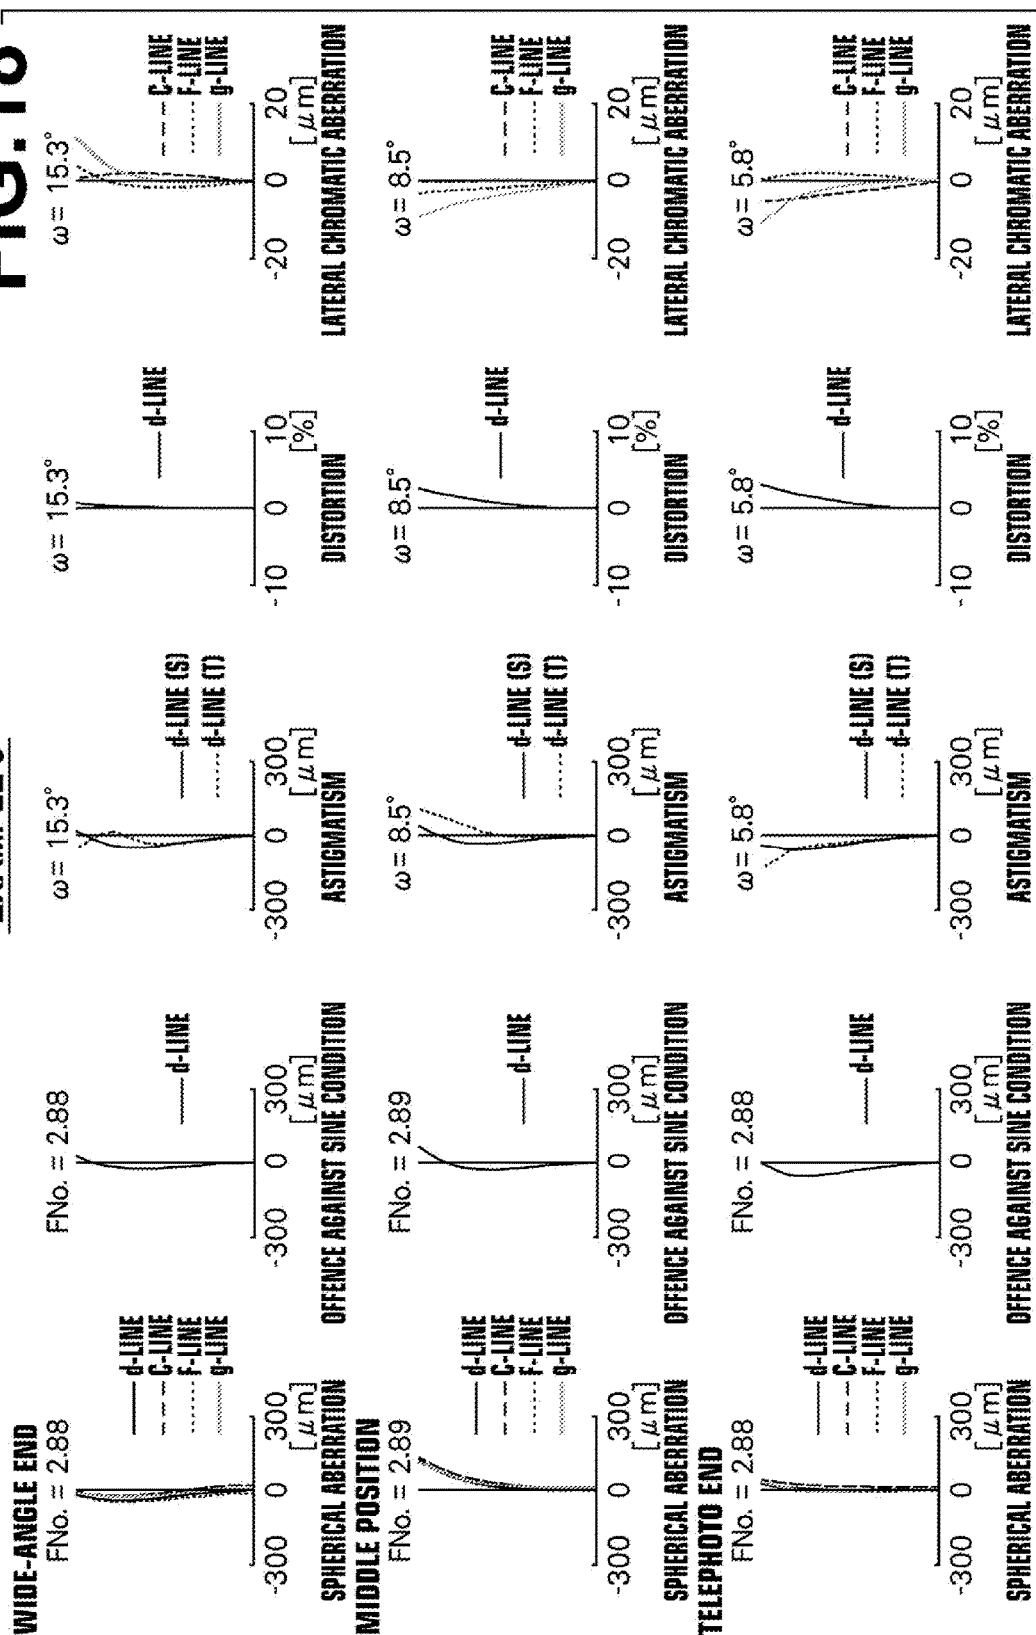 WIDE-ANGLE END
FNo. = 2.88
d-LINE
C-LINE
F-LINE
g-LINE
-300 0 300
[μm]
SPHERICAL ABERRATION
FNo. = 2.88
d-LINE
-300 0 300
[μm]
OFFENCE AGAINST SINE CONDITION
ω= 15.3°
d-LINE (S)
d-LINE (T)
-300 0 300
[μm]
ASTIGMATISM
ω= 15.3°
d-LINE
-10 0 10
[%]
DISTORTION
ω= 15.3°
C-LINE
F-LINE
g-LINE
-20 0 20
[μm]
LATERAL CHROMATIC ABERRATION
MIDDLE POSITION
FNo. = 2.89
d-LINE
C-LINE
F-LINE
g-LINE
-300 0 300
[μm]
SPHERICAL ABERRATION
FNo. = 2.89
d-LINE
-300 0 300
[μm]
OFFENCE AGAINST SINE CONDITION
ω= 8.5°
d-LINE (S)
d-LINE (T)
-300 0 300
[μm]
ASTIGMATISM
ω= 8.5°
d-LINE
-10 0 10
[%]
DISTORTION
ω= 8.5°
C-LINE
F-LINE
g-LINE
-20 0 20
[μm]
LATERAL CHROMATIC ABERRATION
TELEPHOTO END
FNo. = 2.88
d-LINE
C-LINE
F-LINE
g-LINE
-300 0 300
[μm]
SPHERICAL ABERRATION
FNo. = 2.88
d-LINE
-300 0 300
[μm]
OFFENCE AGAINST SINE CONDITION
ω= 5.8°
d-LINE (S)
d-LINE (T)
-300 0 300
[μm]
ASTIGMATISM
ω= 5.8°
d-LINE
-10 0 10
[%]
DISTORTION
ω= 5.8°
C-LINE
F-LINE
g-LINE
-20 0 20
[μm]
LATERAL CHROMATIC ABERRATION